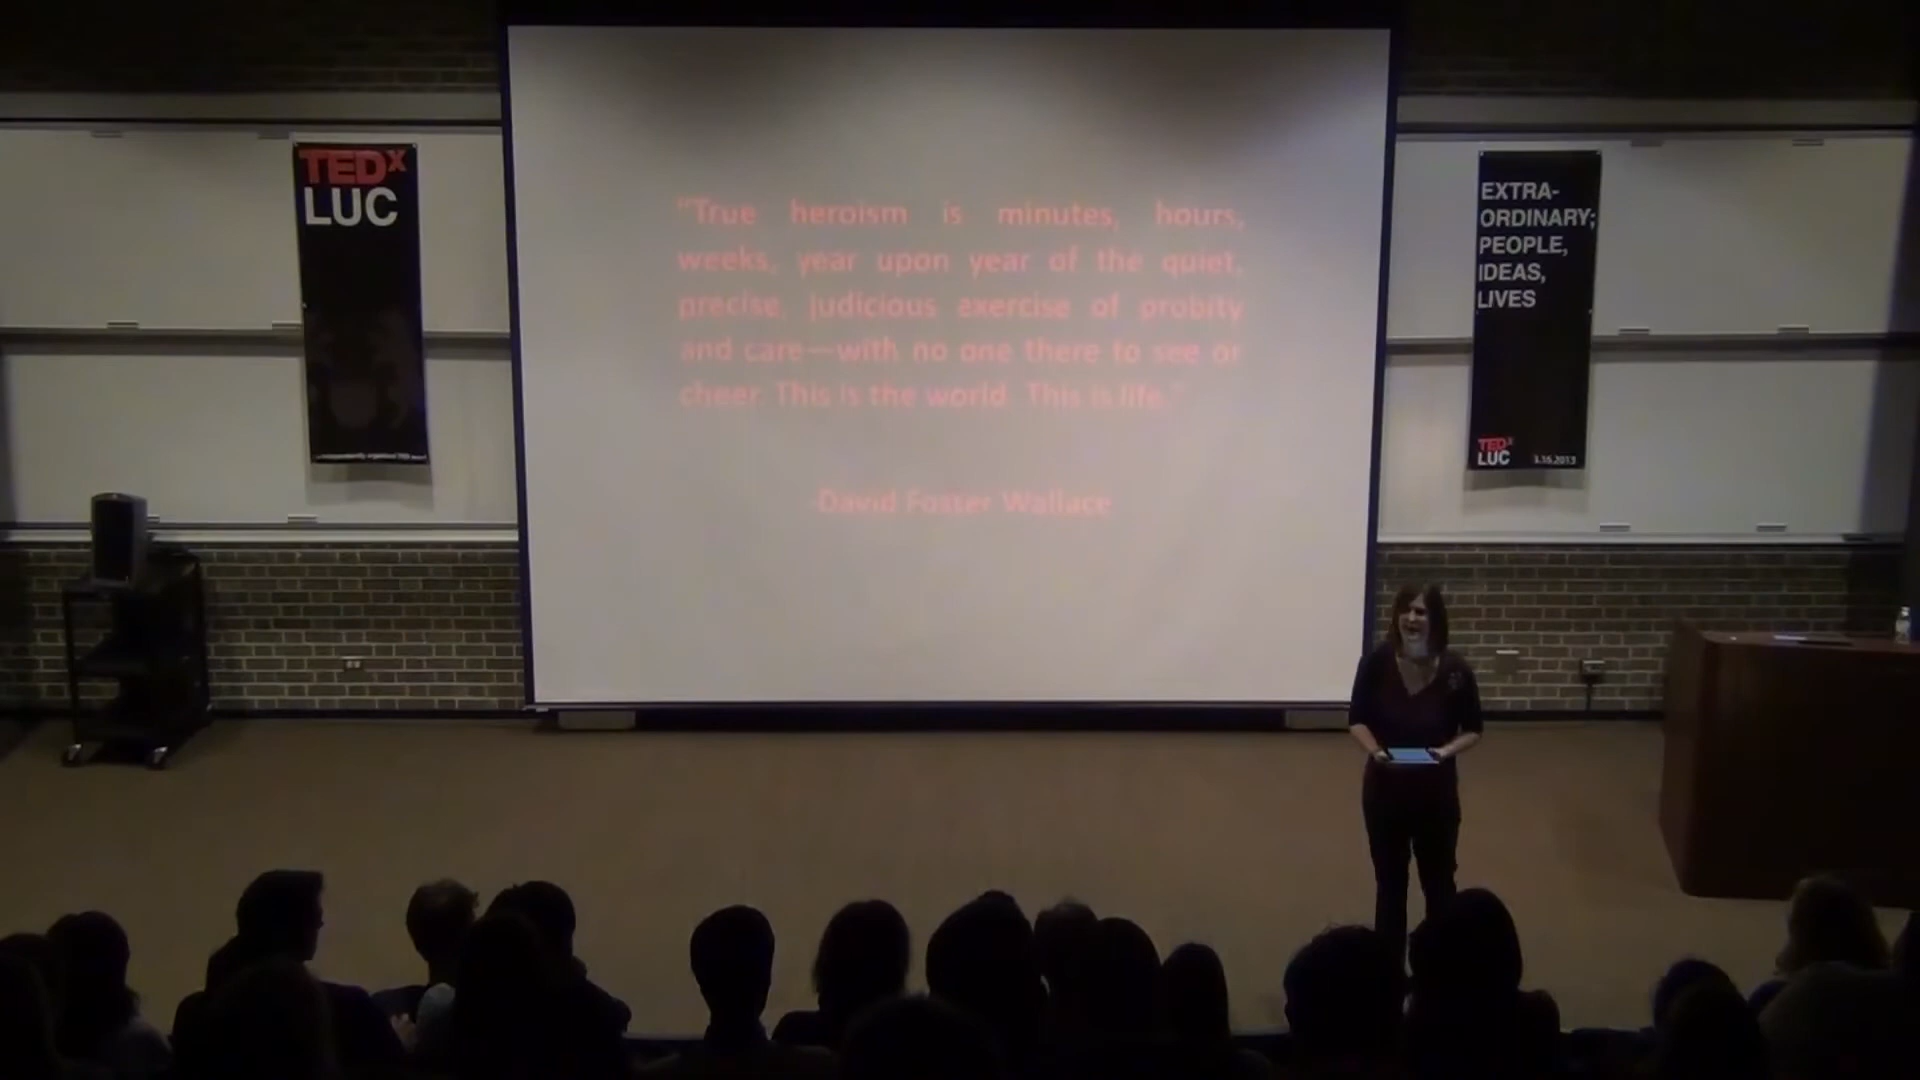 TEDx
LUC
"True heroism is minutes, hours,
weeks, year upon year of the quiet,
precise, judicious exercise of probity
and care—with no one there to see or
cheer. This is the world. This is life."
-David Foster Wallace
EXTRA-
ORDINARY;
PEOPLE,
IDEAS,
LIVES
TEDx
LUC